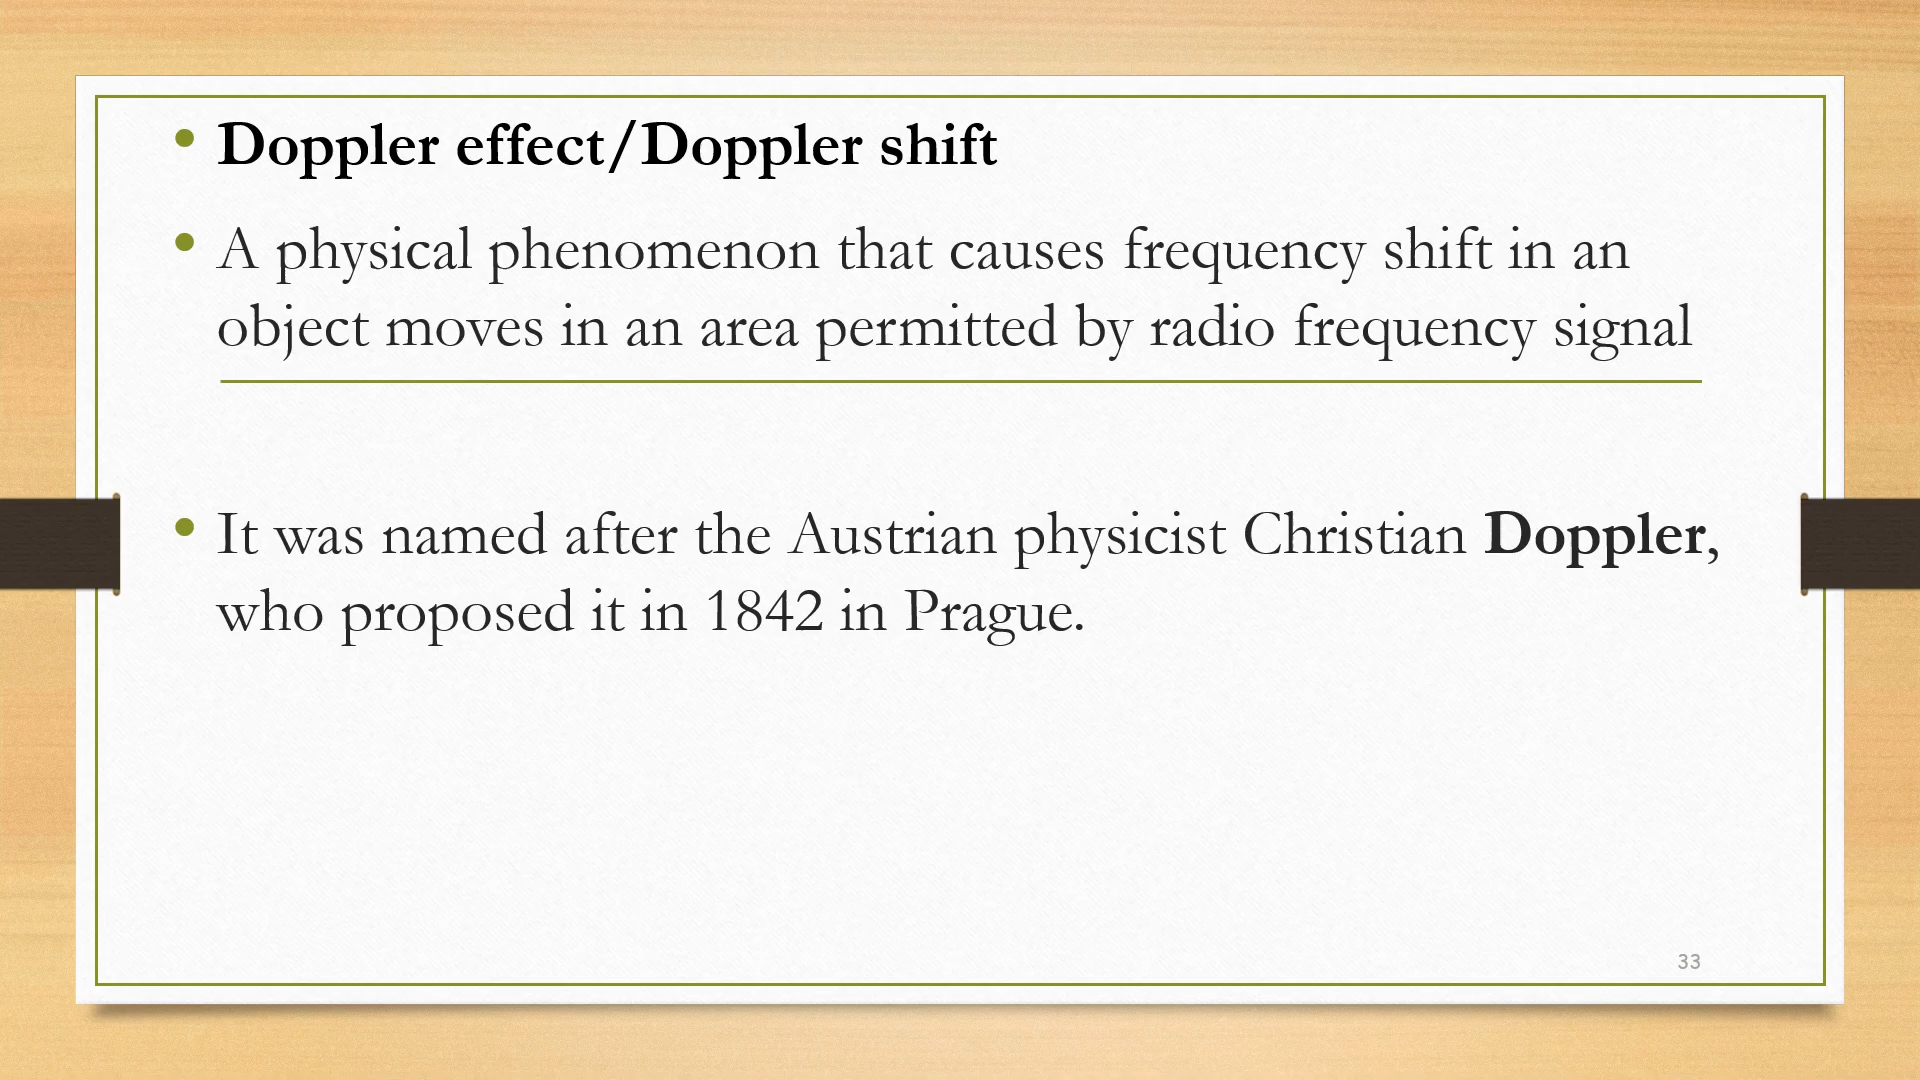 • Doppler effect/Doppler shift
• A physical phenomenon that causes frequency shift in an
object moves in an area permitted by radio frequency signal
• It was named after the Austrian physicist Christian Doppler,
who proposed it in 1842 in Prague.
33